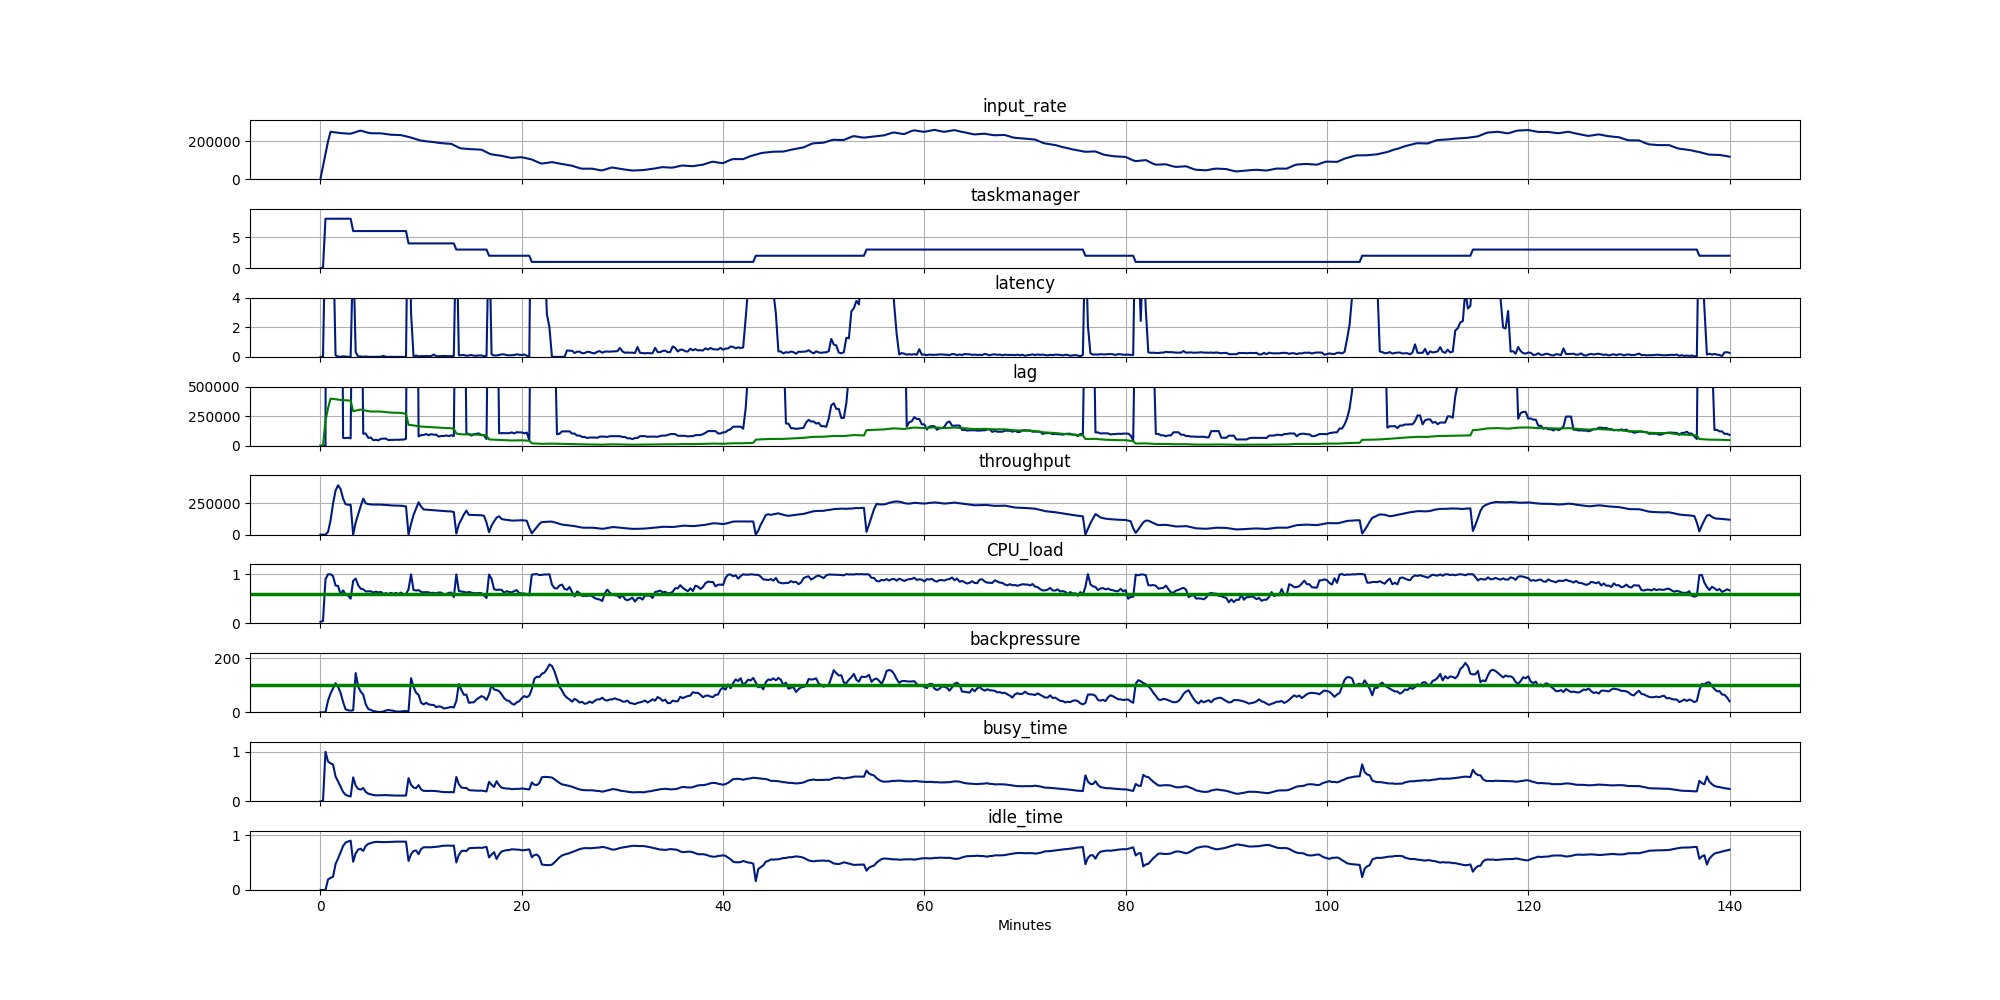 input_rate
200000
0
taskmanager
5
0
latency
4
2
0
lag
500000
250000
0
throughput
250000
0
CPU_load
1
0
backpressure
200
0
busy_time
1
0
idle_time
1
0
0 20 40 60 80 100 120 140
Minutes